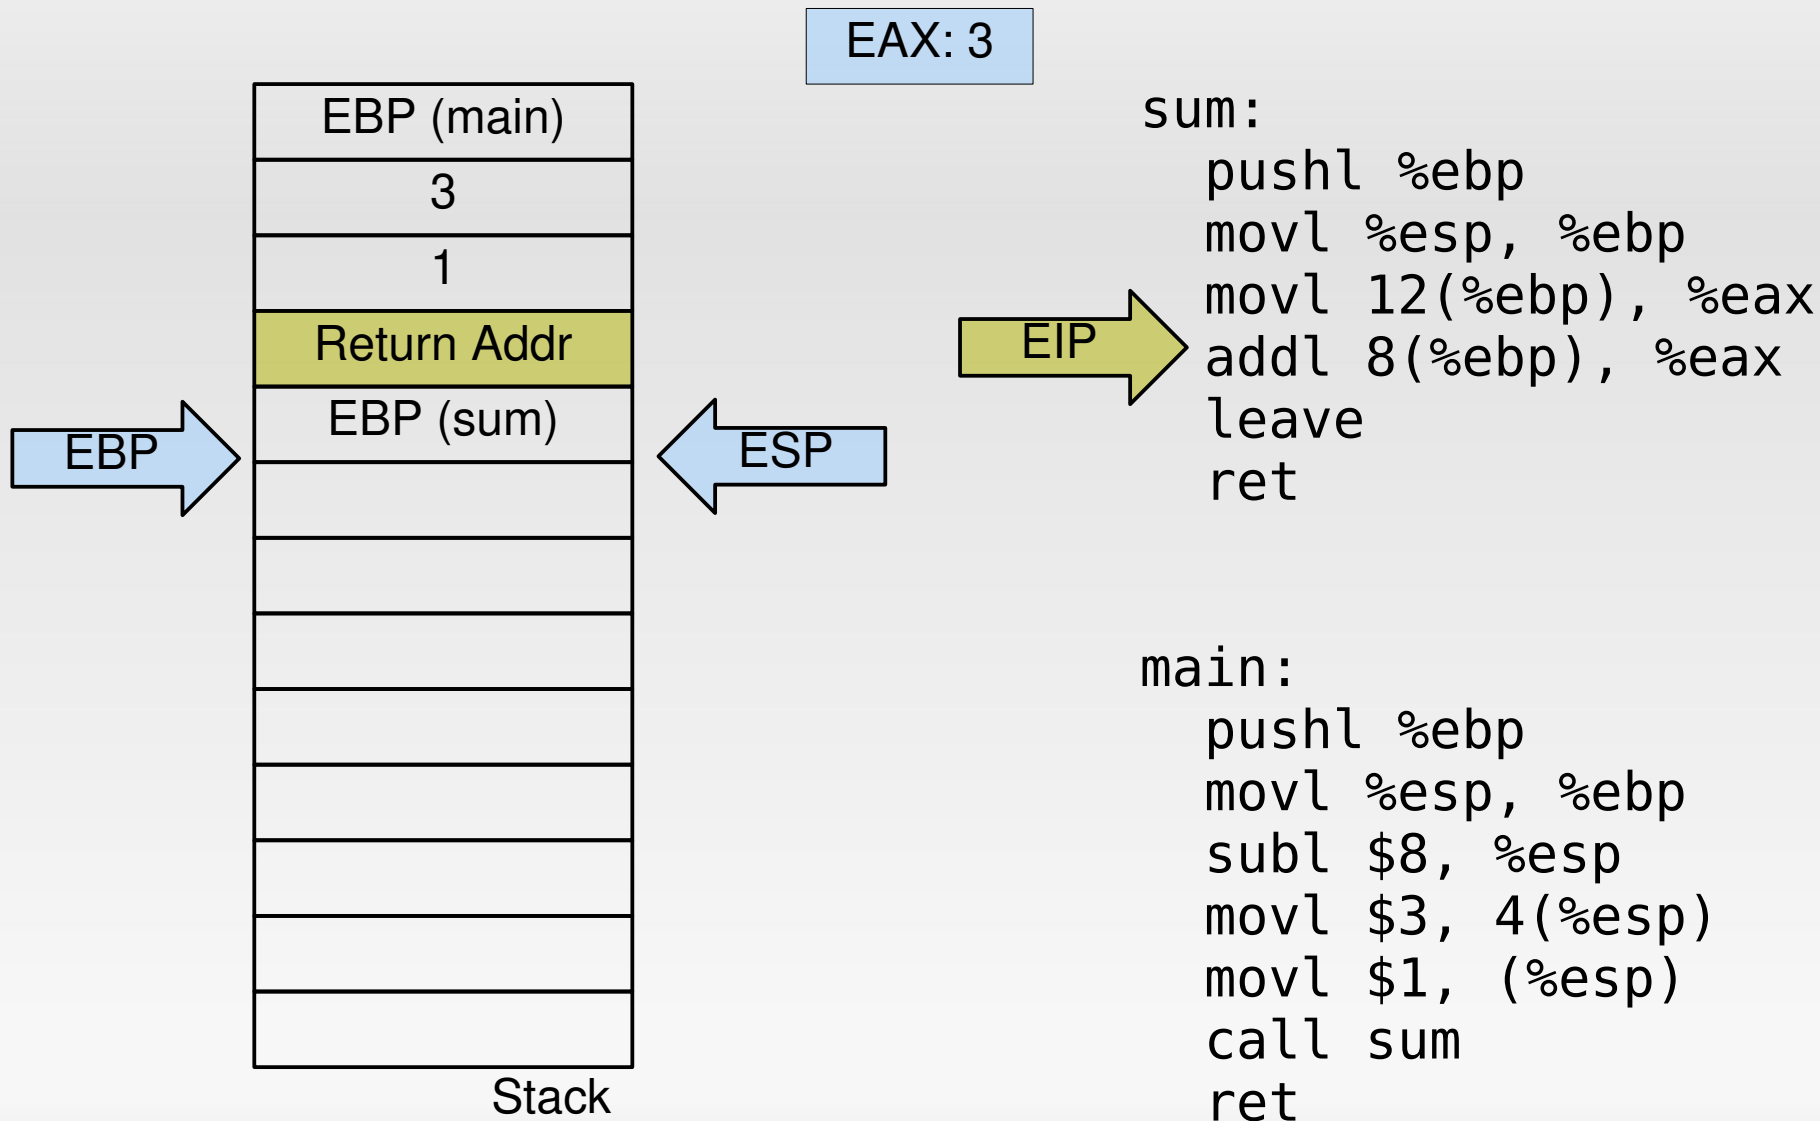 EAX: 3
EBP (main)
3
1
Return Addr
EBP (sum)
EBP
ESP
Stack
EIP
sum:
pushl %ebp
movl %esp, %ebp
movl 12(%ebp), %eax
addl 8(%ebp), %eax
leave
ret
main:
pushl %ebp
movl %esp, %ebp
subl $8, %esp
movl $3, 4(%esp)
movl $1, (%esp)
call sum
ret